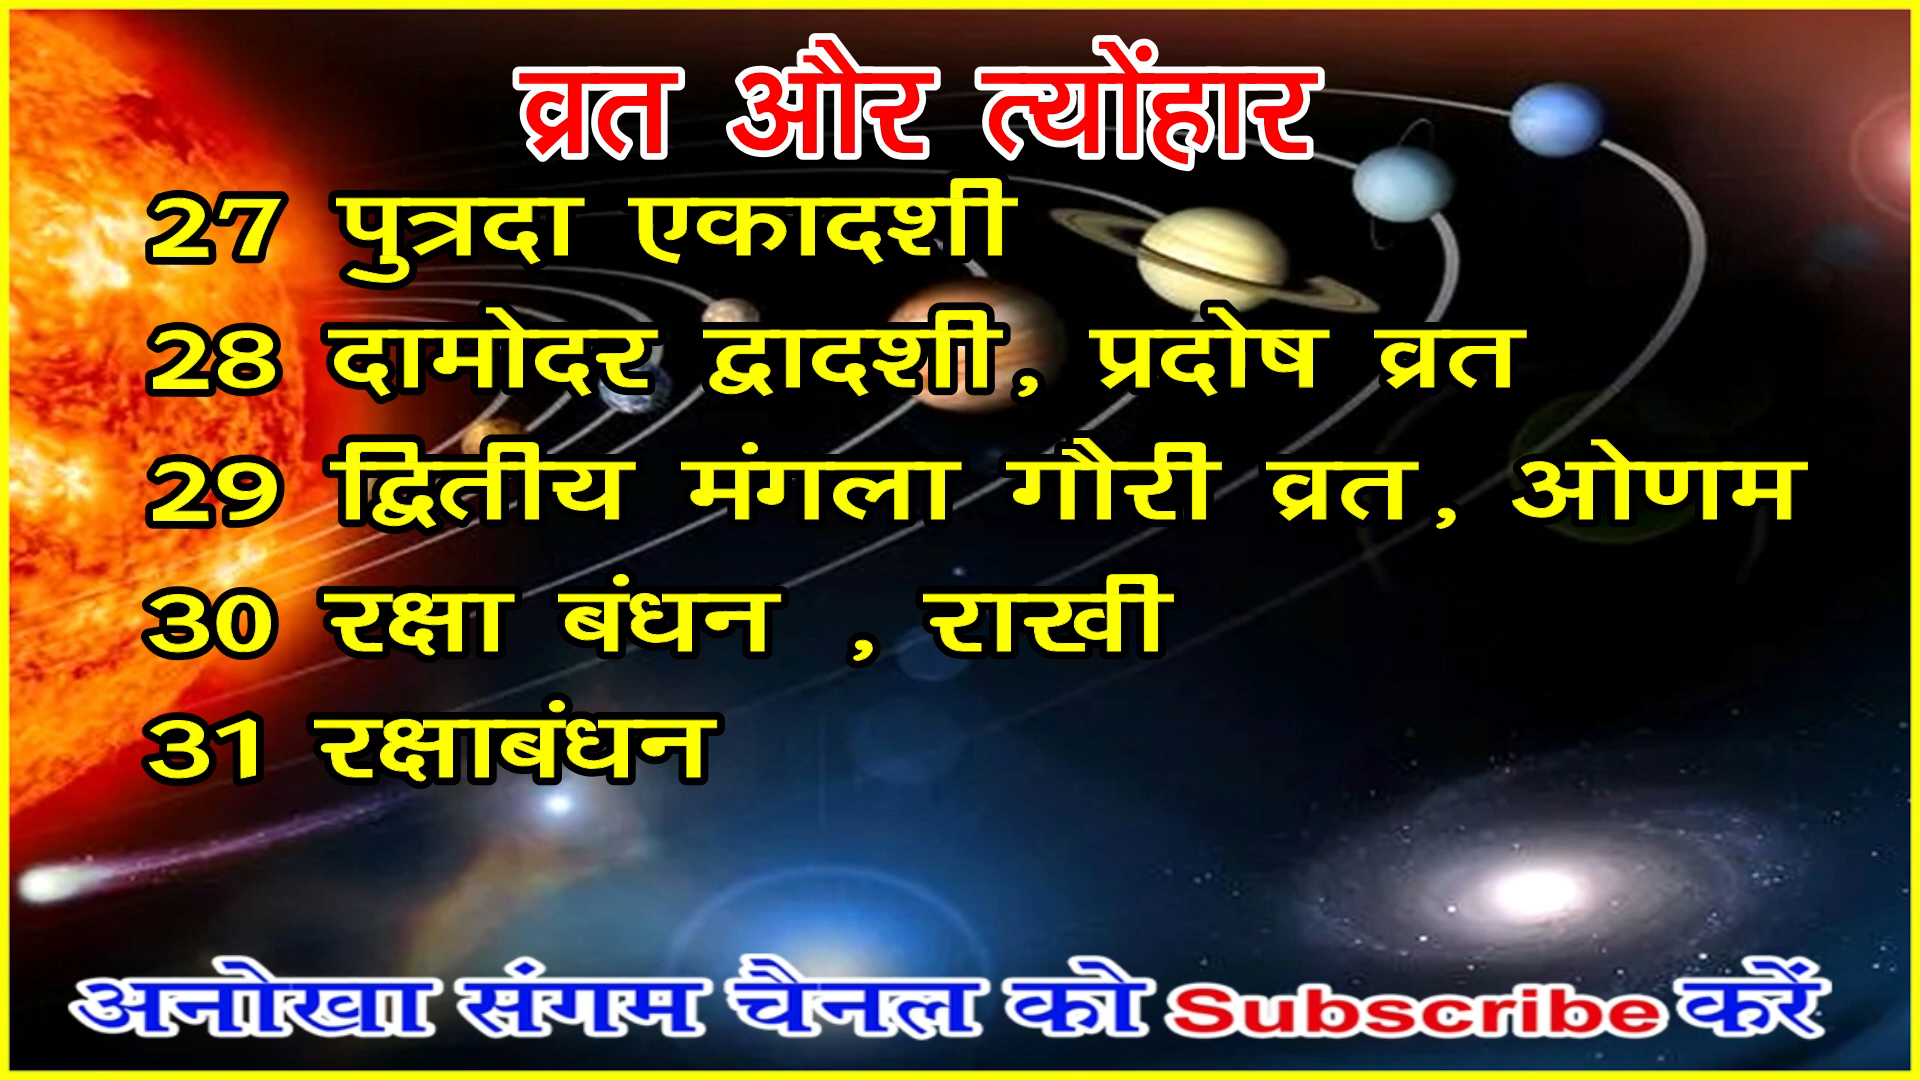 व्रत और त्योंहार
27 पुत्रदा एकादशी
28 दामोदर द्वादशी, प्रदोष व्रत
29 द्वितीय मंगला गौरी व्रत, ओणम
30 रक्षा बंधन , राखी
31 रक्षाबंधन
अनोखा संगम चैनल को Subscribe करें